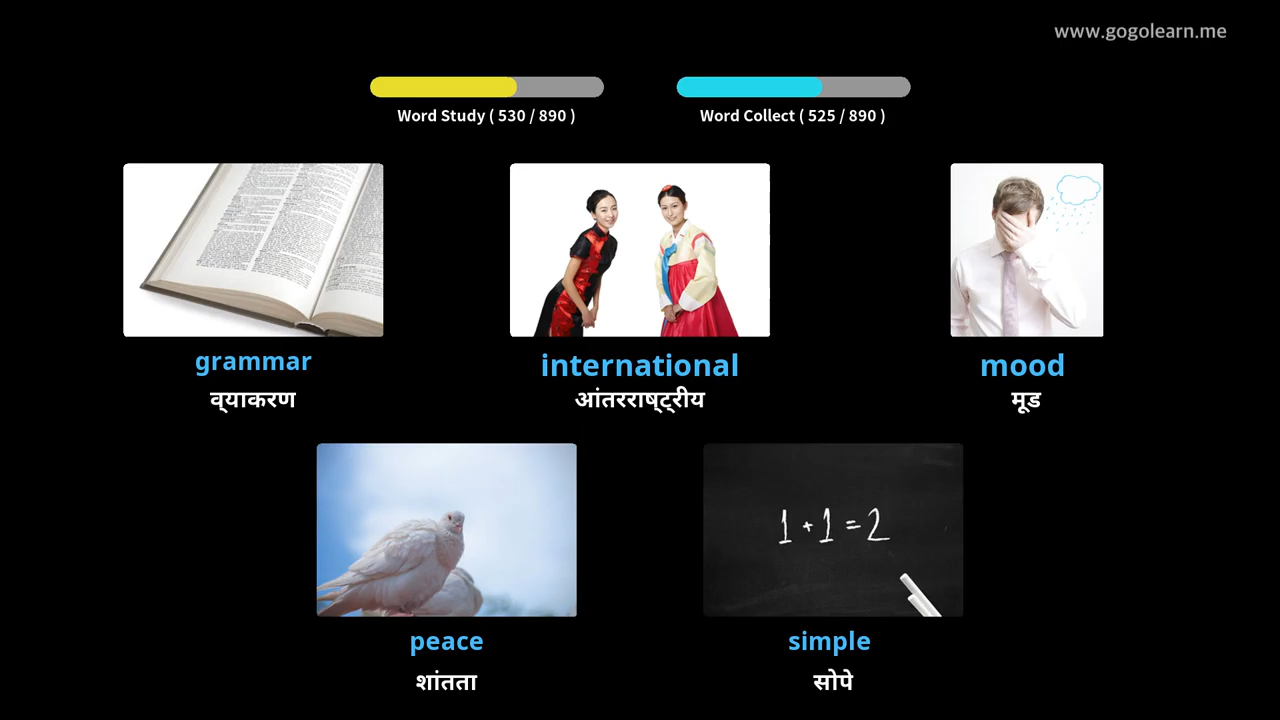 www.gogolearn.me
Word Study ( 530 / 890 )
Word Collect ( 525 / 890 )
grammar
international
mood
व्याकरण
आंतरराष्ट्रीय
मूड
1 + 1 = 2
peace
simple
शांतता
सोपे